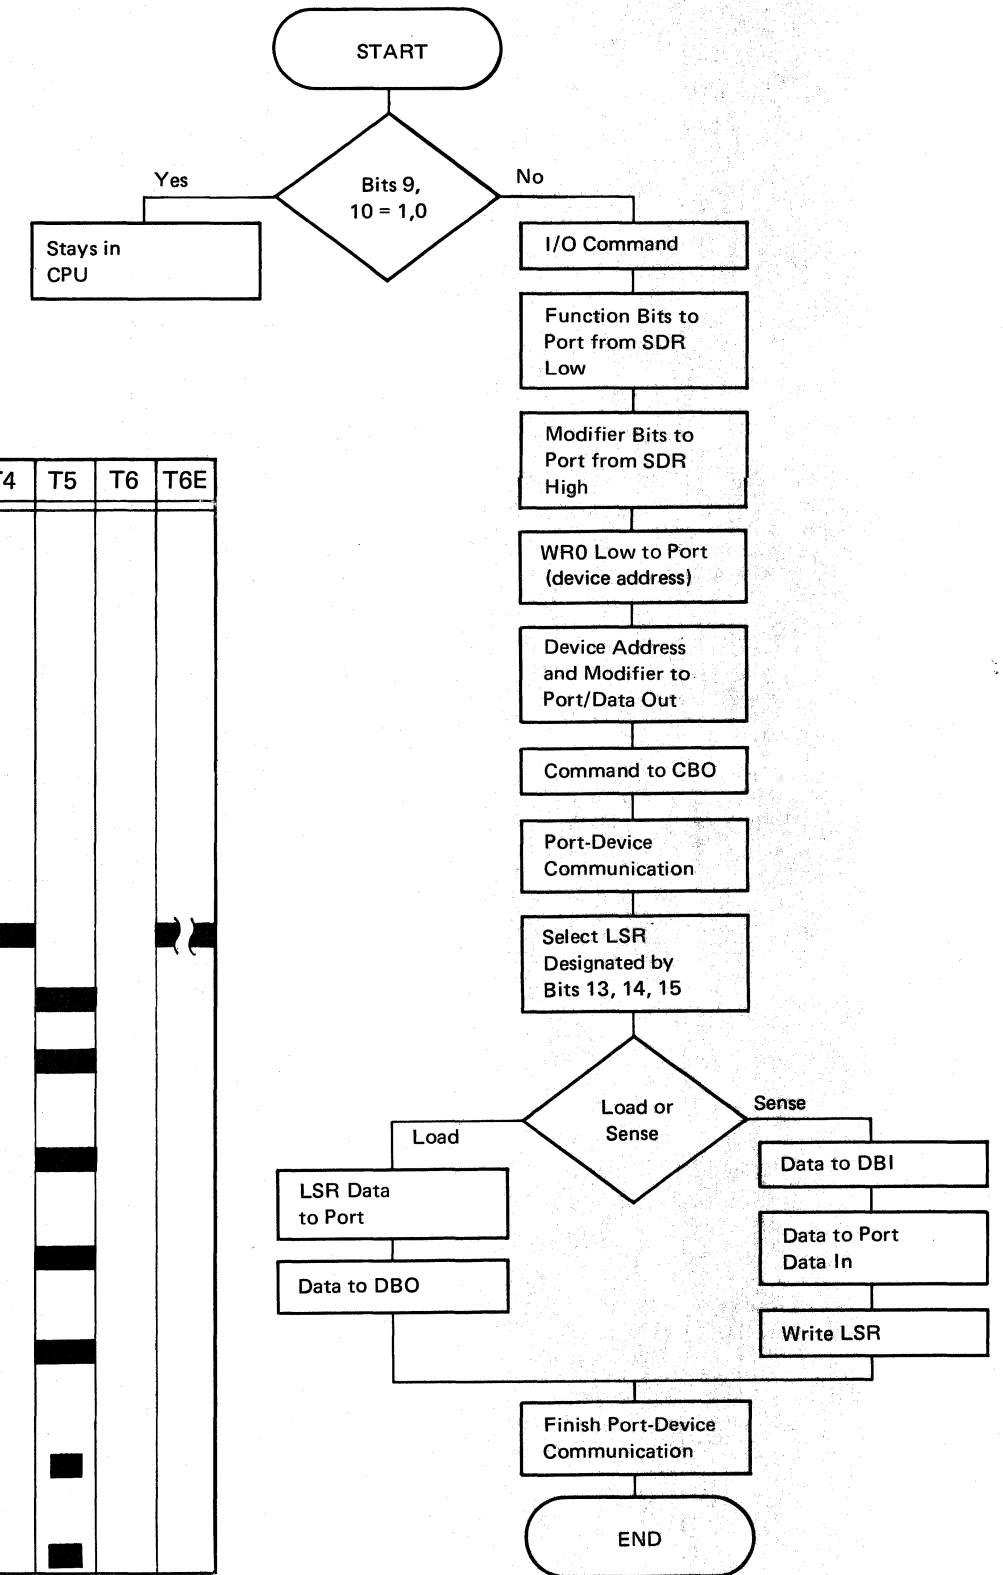 START
Bits 9,
10 = 1,0
Yes
No
Stays in
CPU
I/O Command
Function Bits to
Port from SDR
Low
Modifier Bits to
Port from SDR
High
T4
T5
T6
T6E
WR0 Low to Port
(device address)
Device Address
and Modifier to
Port/Data Out
Command to CBO
Port-Device
Communication
Select LSR
Designated by
Bits 13, 14, 15
Load or
Sense
Load
Sense
LSR Data
to Port
Data to DBO
Data to DBI
Data to Port
Data In
Write LSR
Finish Port-Device
Communication
END